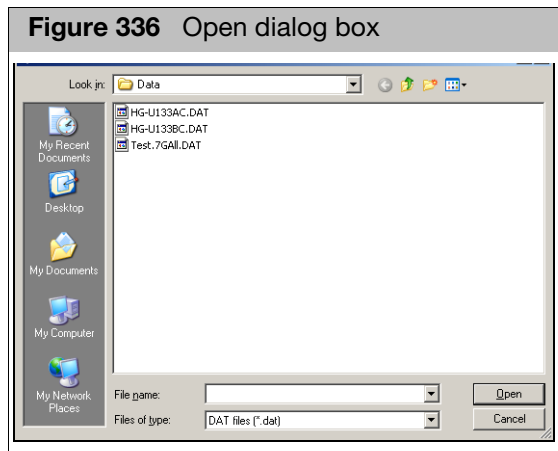 Figure 336 Open dialog box
Look in: Data
HG-U133AC.DAT
HG-U133BC.DAT
Test.7GAll.DAT
My Recent
Documents
Desktop
My Documents
My Computer
My Network
Places
File name:
Open
Files of type: DAT files (*.dat)
Cancel